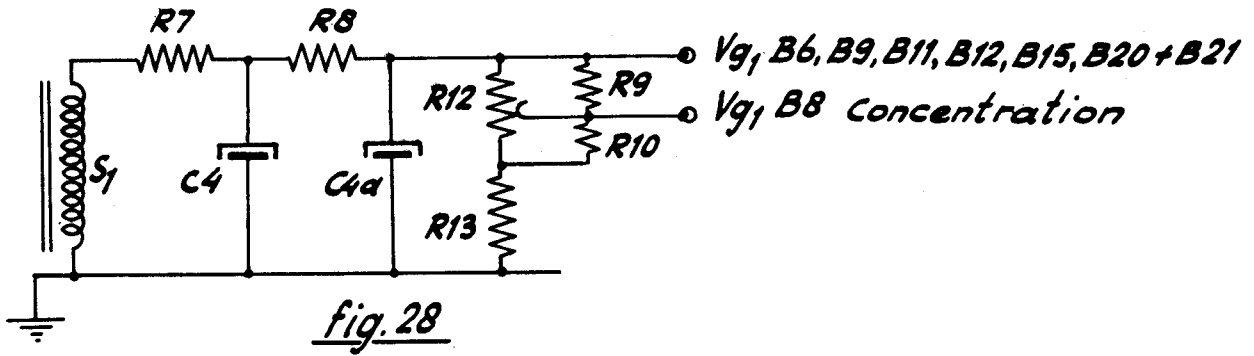 R7
R8
Vg1 B6, B9, B11, B12, B15, B20 + B21
R12
R9
Vg1 B8 Concentration
R10
S1
C4
C4a
R13
fig. 28